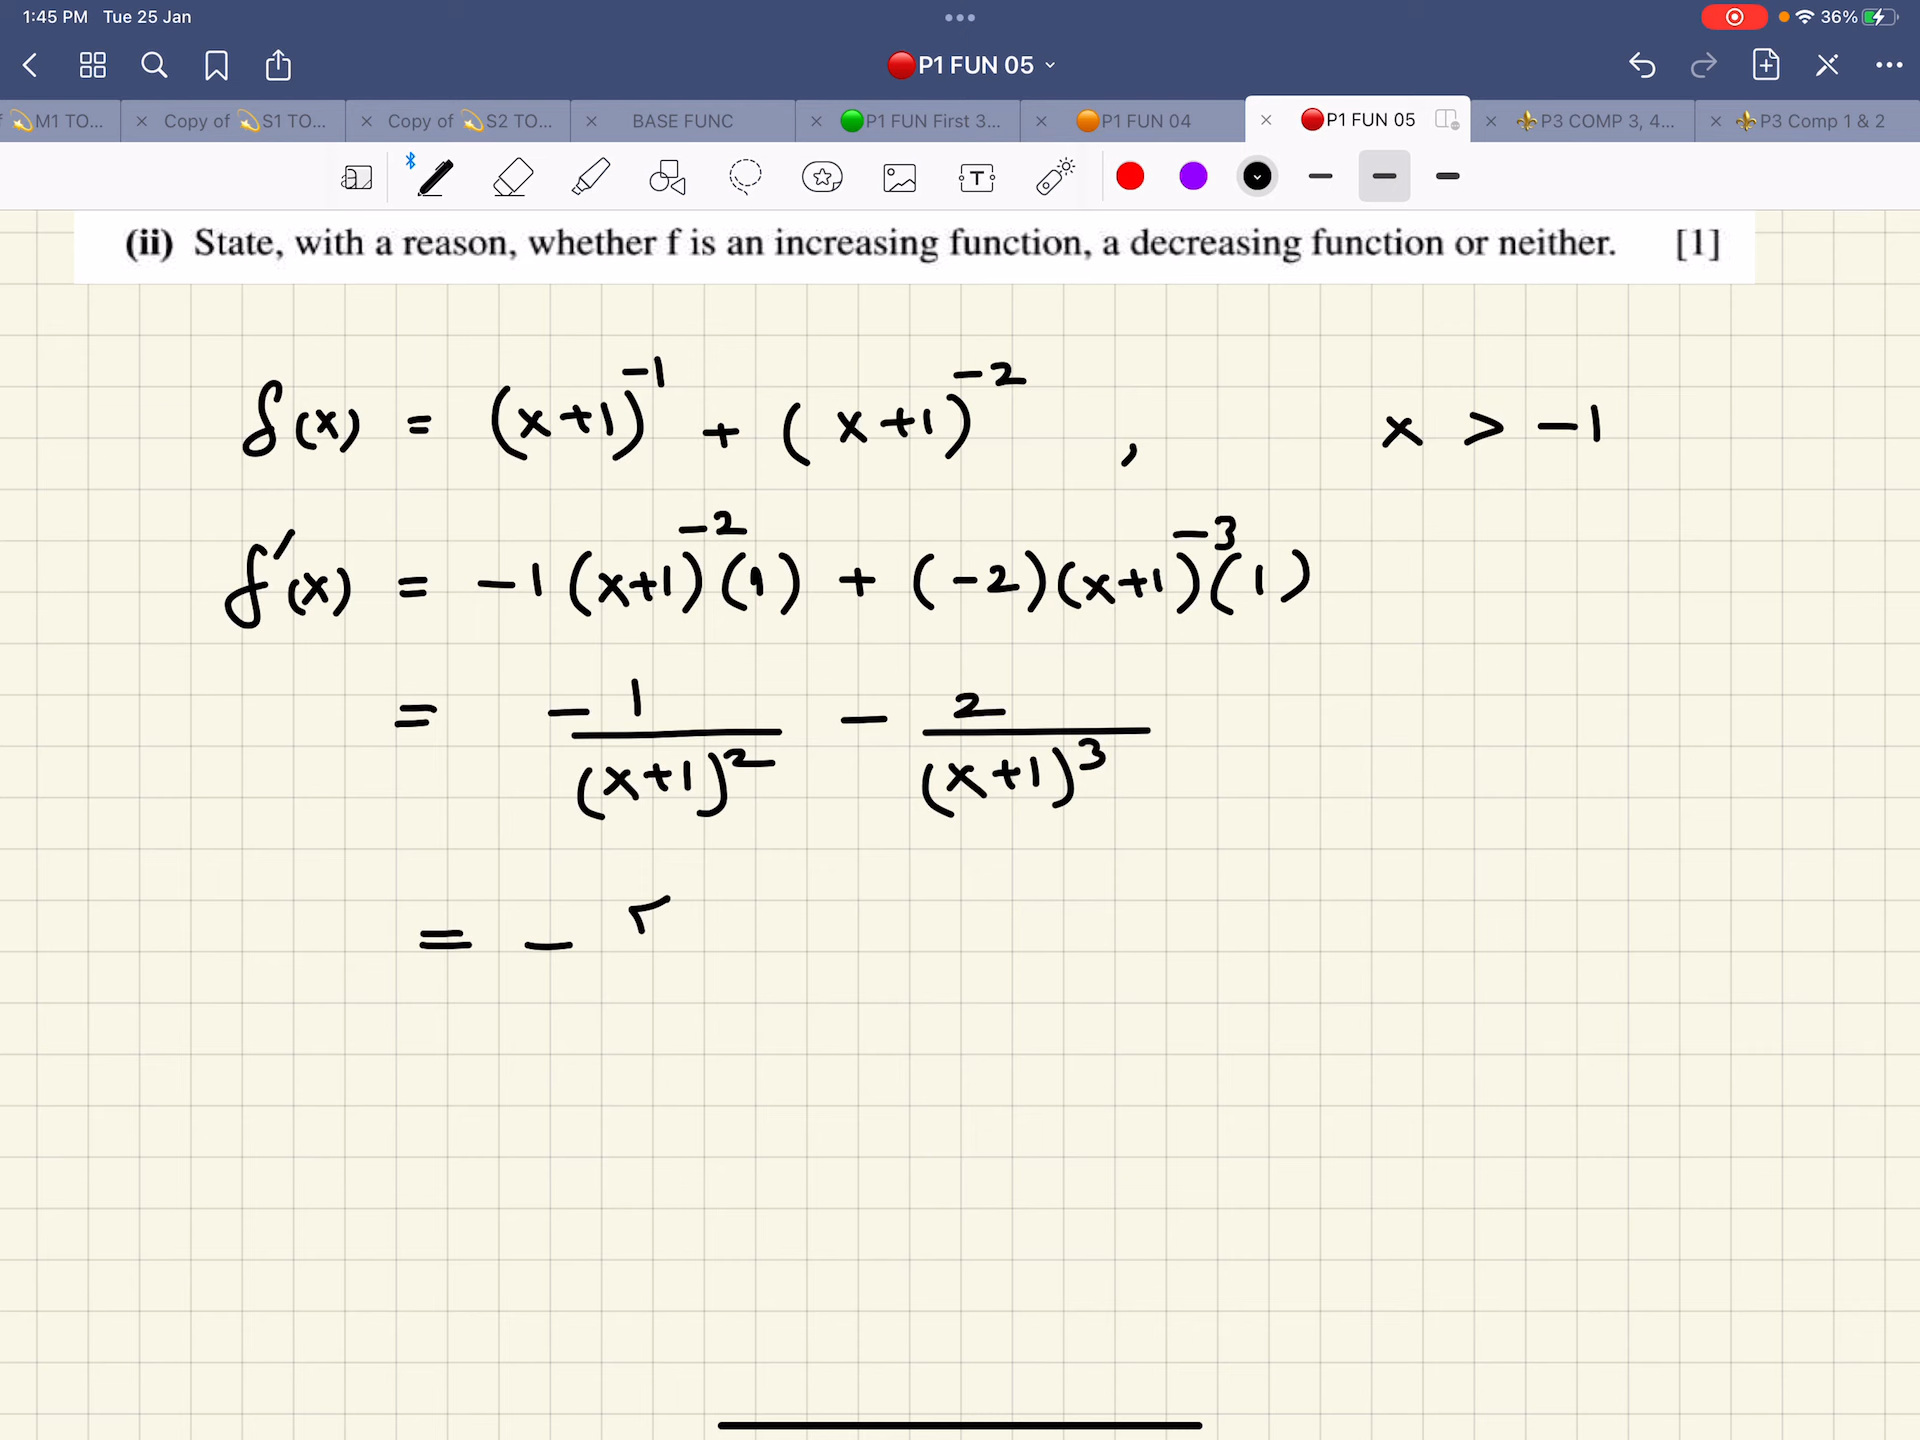 1:45 PM Tue 25 Jan
36%
P1 FUN 05
M1 TO...
Copy of S1 TO...
Copy of S2 TO...
BASE FUNC
P1 FUN First 3...
P1 FUN 04
P1 FUN 05
P3 COMP 3, 4...
P3 Comp 1 & 2
(ii) State, with a reason, whether f is an increasing function, a decreasing function or neither. [1]
f(x) = (x+1)^-1 + (x+1)^-2 , x > -1
f'(x) = -1(x+1)^-2(1) + (-2)(x+1)^-3(1)
= -1/(x+1)^2 - 2/(x+1)^3
= -